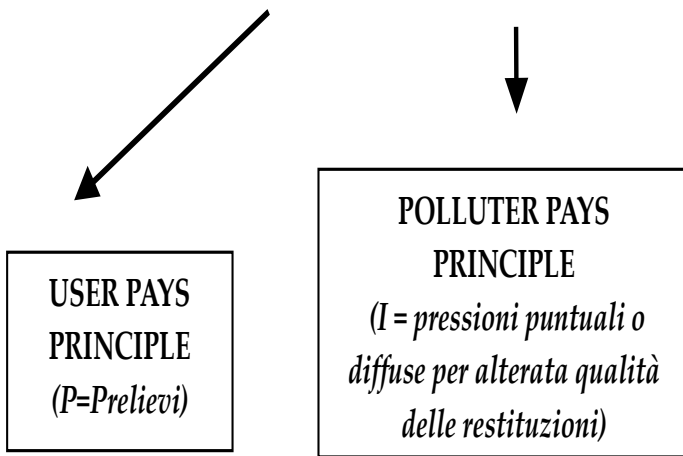 USER PAYS
PRINCIPLE
(P=Prelievi)
POLLUTER PAYS
PRINCIPLE
(I = pressioni puntuali o
diffuse per alterata qualità
delle restituzioni)